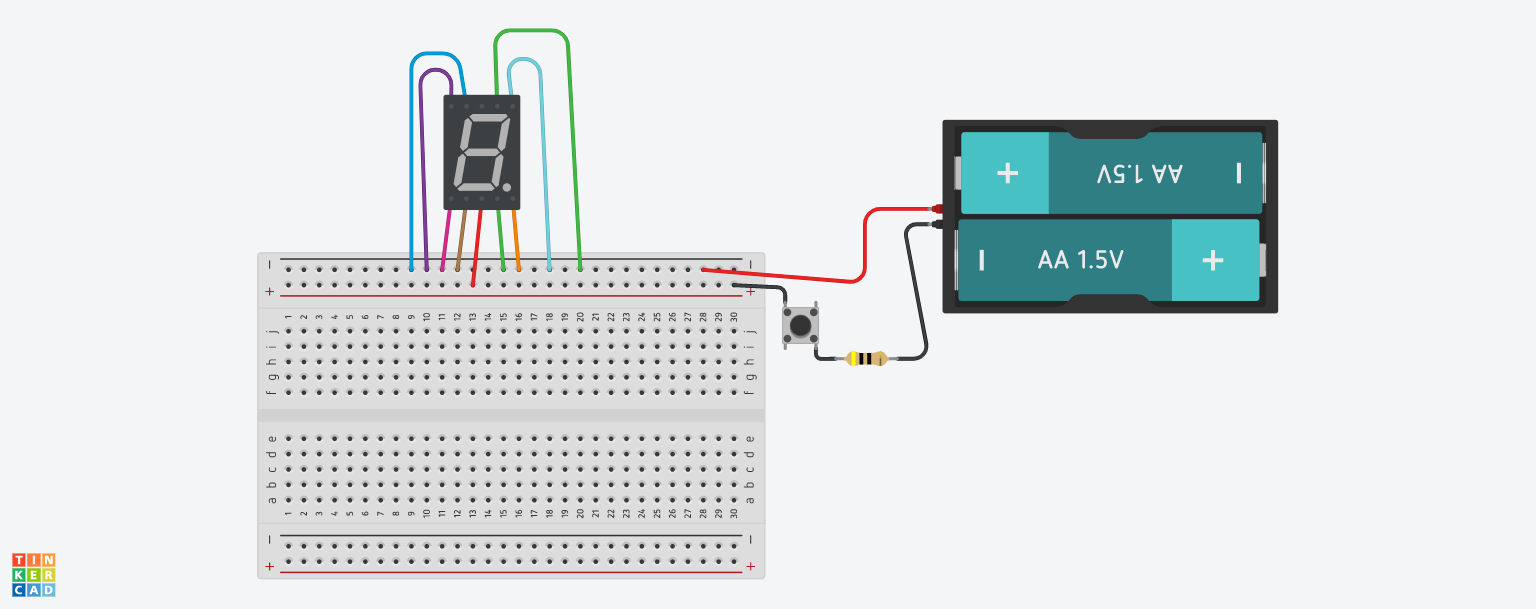 AA 1.5V
+ −
− AA 1.5V +
− −
+ +
1 2 3 4 5 6 7 8 9 10 11 12 13 14 15 16 17 18 19 20 21 22 23 24 25 26 27 28 29 30
j j
i i
h h
g g
f f
e e
d d
c c
b b
a a
1 2 3 4 5 6 7 8 9 10 11 12 13 14 15 16 17 18 19 20 21 22 23 24 25 26 27 28 29 30
− −
+ +
TIN
KER
CAD